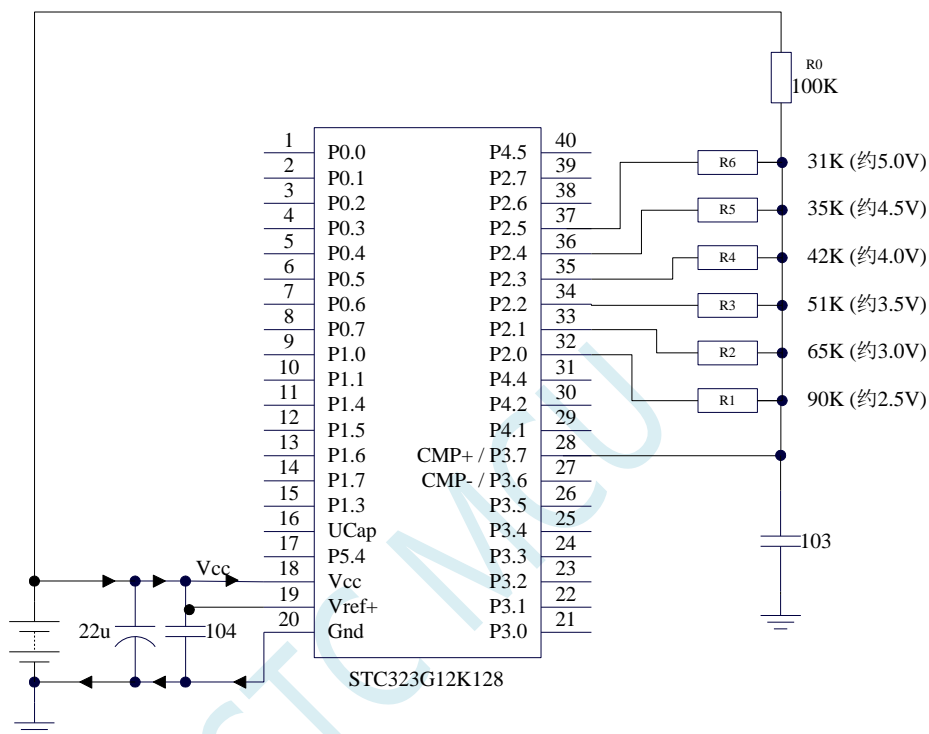 R0
100K
1 P0.0 P4.5 40
2 P0.1 P2.7 39
3 P0.2 P2.6 38
4 P0.3 P2.5 37 R6 31K (约5.0V)
5 P0.4 P2.4 36 R5 35K (约4.5V)
6 P0.5 P2.3 35 R4 42K (约4.0V)
7 P0.6 P2.2 34 R3 51K (约3.5V)
8 P0.7 P2.1 33 R2 65K (约3.0V)
9 P1.0 P2.0 32 R1 90K (约2.5V)
10 P1.1 P4.4 31
11 P1.4 P4.2 30
12 P1.5 P4.1 29
13 P1.6 CMP+ / P3.7 28
14 P1.7 CMP- / P3.6 27
15 P1.3 P3.5 26
16 UCap P3.4 25 103
17 P5.4 P3.3 24
Vcc 18 Vcc P3.2 23
19 Vref+ P3.1 22
22u 104 20 Gnd P3.0 21
STC323G12K128
STC MCU